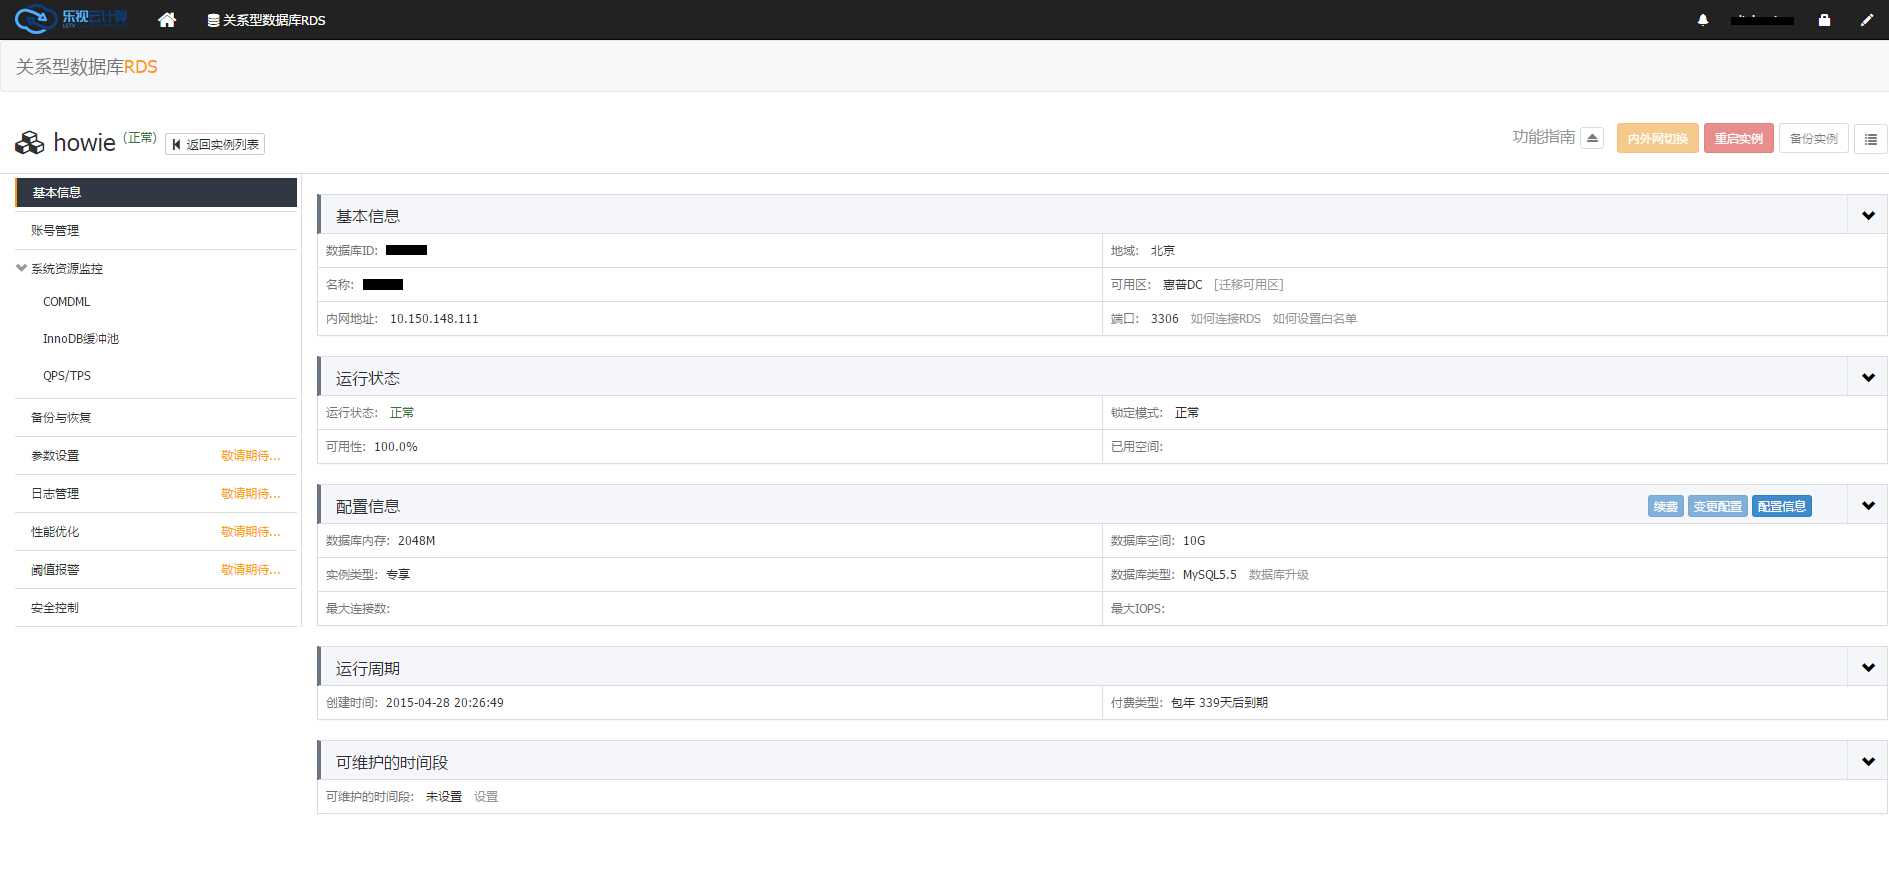 乐视云计算 关系型数据库RDS
LETV
关系型数据库RDS
howie (正常) 返回实例列表 功能指南 内外网切换 重启实例 备份实例
基本信息
账号管理
系统资源监控
COMDML
InnoDB缓冲池
QPS/TPS
备份与恢复
参数设置 敬请期待...
日志管理 敬请期待...
性能优化 敬请期待...
阈值报警 敬请期待...
安全控制
基本信息
数据库ID: 地域: 北京
名称: 可用区: 惠普DC [迁移可用区]
内网地址: 10.150.148.111 端口: 3306 如何连接RDS 如何设置白名单
运行状态
运行状态: 正常 锁定模式: 正常
可用性: 100.0% 已用空间:
配置信息 续费 变更配置 配置信息
数据库内存: 2048M 数据库空间: 10G
实例类型: 专享 数据库类型: MySQL5.5 数据库升级
最大连接数: 最大IOPS:
运行周期
创建时间: 2015-04-28 20:26:49 付费类型: 包年 339天后到期
可维护的时间段
可维护的时间段: 未设置 设置